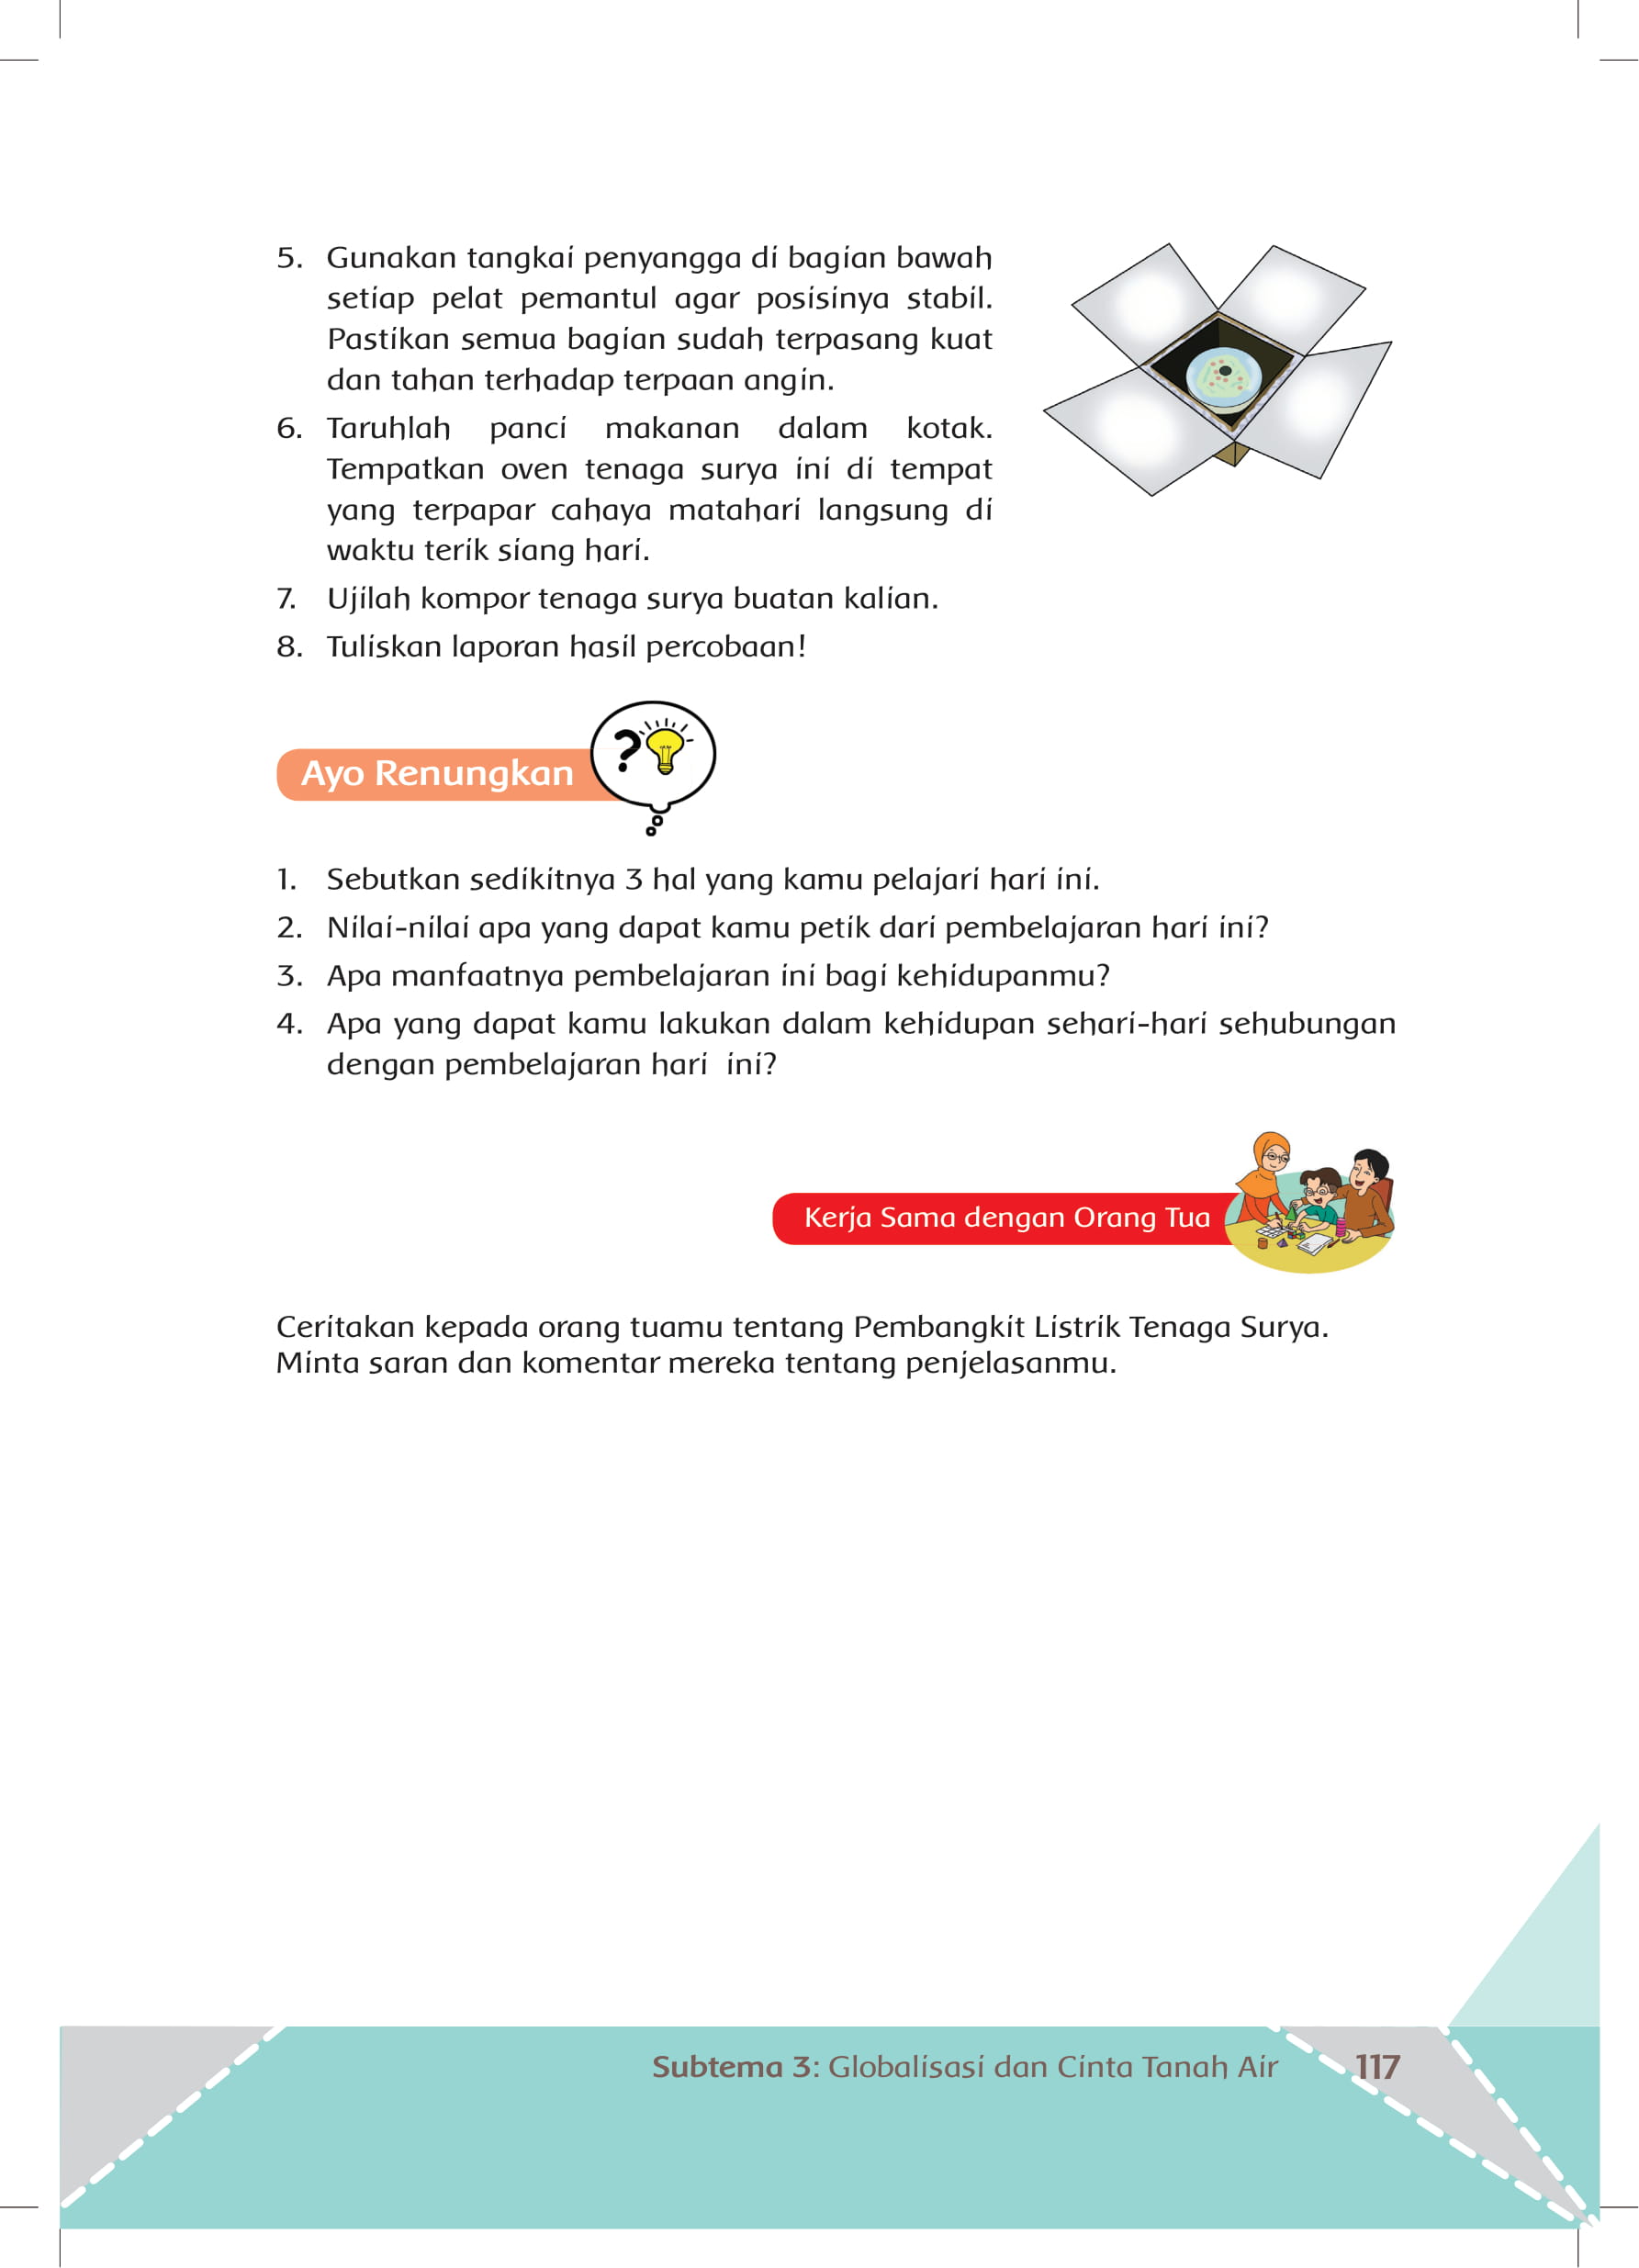 5. Gunakan tangkai penyangga di bagian bawah
setiap pelat pemantul agar posisinya stabil.
Pastikan semua bagian sudah terpasang kuat
dan tahan terhadap terpaan angin.
6. Taruhlah panci makanan dalam kotak.
Tempatkan oven tenaga surya ini di tempat
yang terpapar cahaya matahari langsung di
waktu terik siang hari.
7. Ujilah kompor tenaga surya buatan kalian.
8. Tuliskan laporan hasil percobaan!
Ayo Renungkan
?
1. Sebutkan sedikitnya 3 hal yang kamu pelajari hari ini.
2. Nilai-nilai apa yang dapat kamu petik dari pembelajaran hari ini?
3. Apa manfaatnya pembelajaran ini bagi kehidupanmu?
4. Apa yang dapat kamu lakukan dalam kehidupan sehari-hari sehubungan
dengan pembelajaran hari ini?
Kerja Sama dengan Orang Tua
Ceritakan kepada orang tuamu tentang Pembangkit Listrik Tenaga Surya.
Minta saran dan komentar mereka tentang penjelasanmu.
Subtema 3: Globalisasi dan Cinta Tanah Air 117